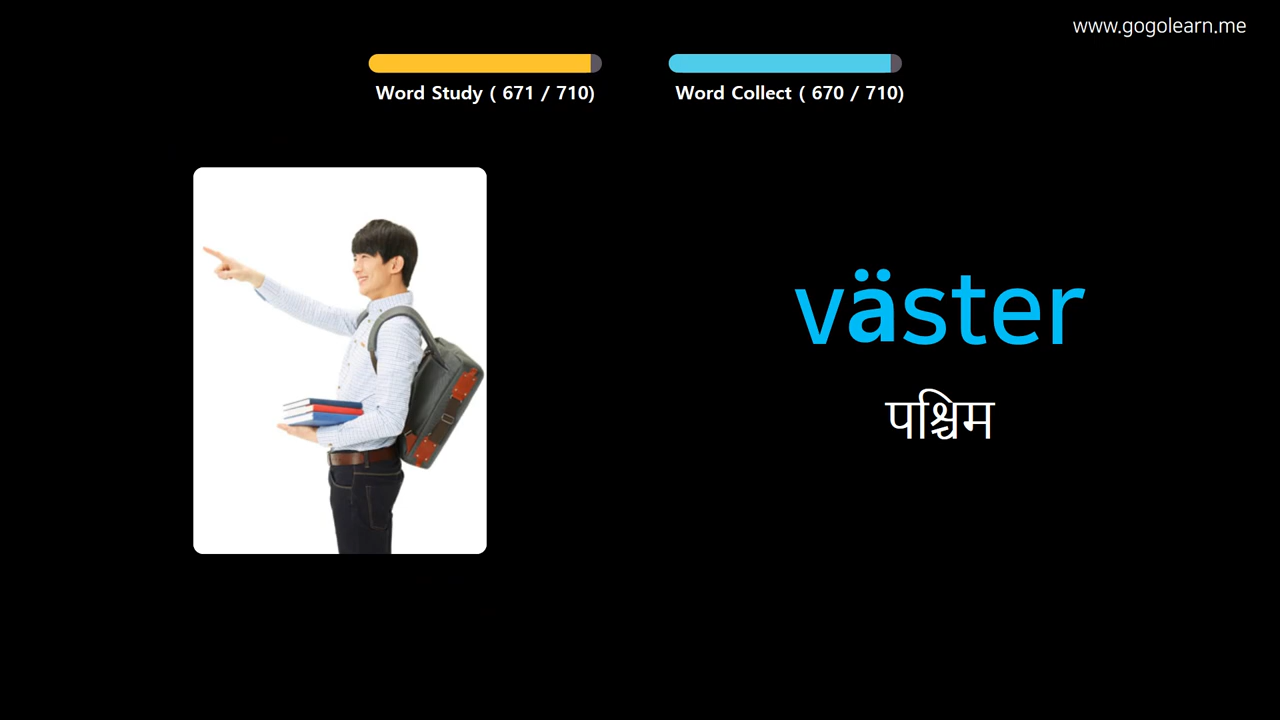 www.gogolearn.me
Word Study ( 671 / 710)
Word Collect ( 670 / 710)
väster
पश्चिम